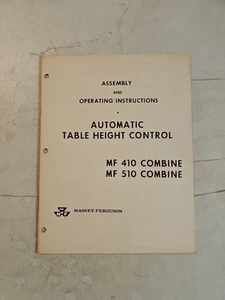 ASSEMBLY
AND
OPERATING INSTRUCTIONS
AUTOMATIC
TABLE HEIGHT CONTROL
MF 410 COMBINE
MF 510 COMBINE
MASSEY-FERGUSON